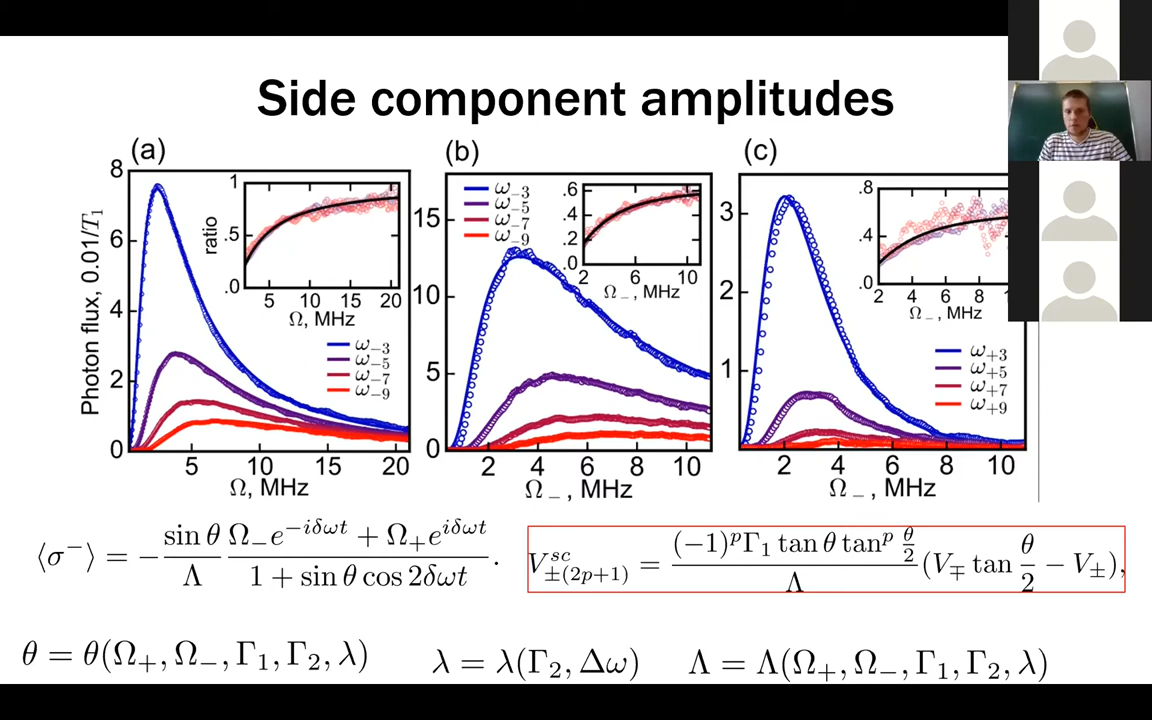 Side component amplitudes
(a)
Photon flux, 0.01/T₁
8
6
4
2
0
5
10
15
20
Ω, MHz
ratio
1
.5
.0
5
10
15
20
Ω, MHz
ω₋₃
ω₋₅
ω₋₇
ω₋₉
(b)
15
10
5
0
2
4
6
8
10
Ω₋, MHz
ω₋₃
ω₋₅
ω₋₇
ω₋₉
.6
.4
.2
.0
2
6
10
Ω₋, MHz
(c)
3
2
1
2
4
6
8
10
Ω₋, MHz
.8
.4
.0
2
4
6
8
Ω₋, MHz
ω₊₃
ω₊₅
ω₊₇
ω₊₉
⟨σ⁻⟩ = − (sin θ / Λ) (Ω₋e^{−iδωt} + Ω₊e^{iδωt}) / (1 + sin θ cos 2δωt).
V^{sc}_{±(2p+1)} = ((−1)^p Γ₁ tan θ tan^p θ/2 / Λ) (V_∓ tan θ/2 − V_±),
θ = θ(Ω₊, Ω₋, Γ₁, Γ₂, λ)
λ = λ(Γ₂, Δω)
Λ = Λ(Ω₊, Ω₋, Γ₁, Γ₂, λ)